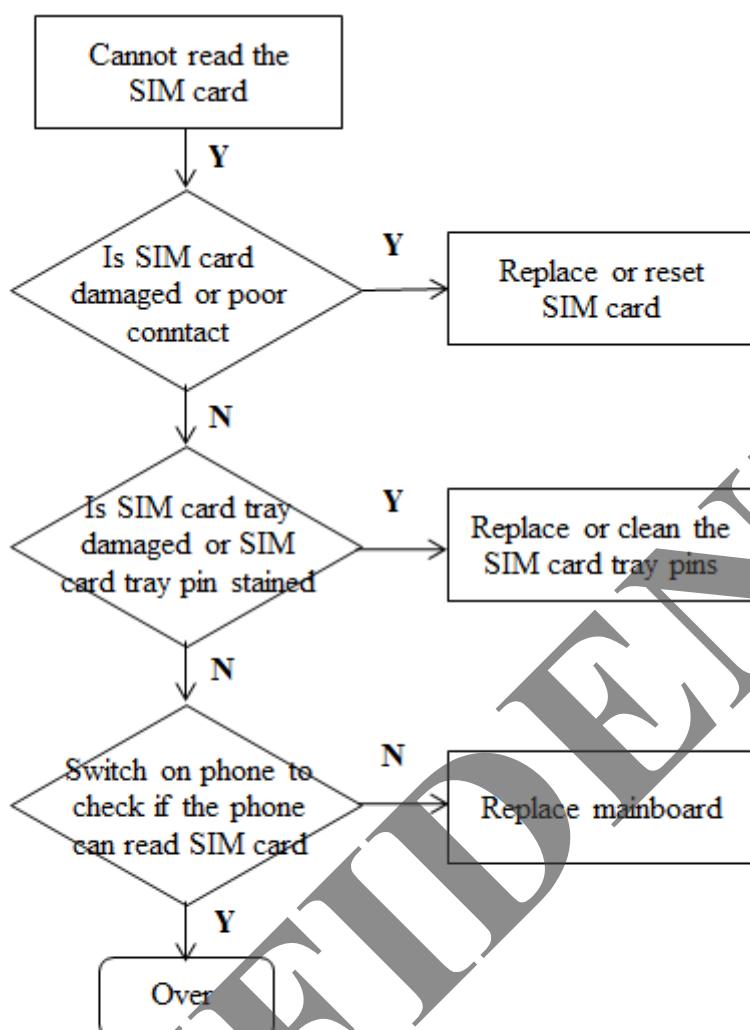 Cannot read the
SIM card
Y
Is SIM card
damaged or poor
conntact
Y
Replace or reset
SIM card
N
Is SIM card tray
damaged or SIM
card tray pin stained
Y
Replace or clean the
SIM card tray pins
N
Switch on phone to
check if the phone
can read SIM card
N
Replace mainboard
Y
Over
FIDEN